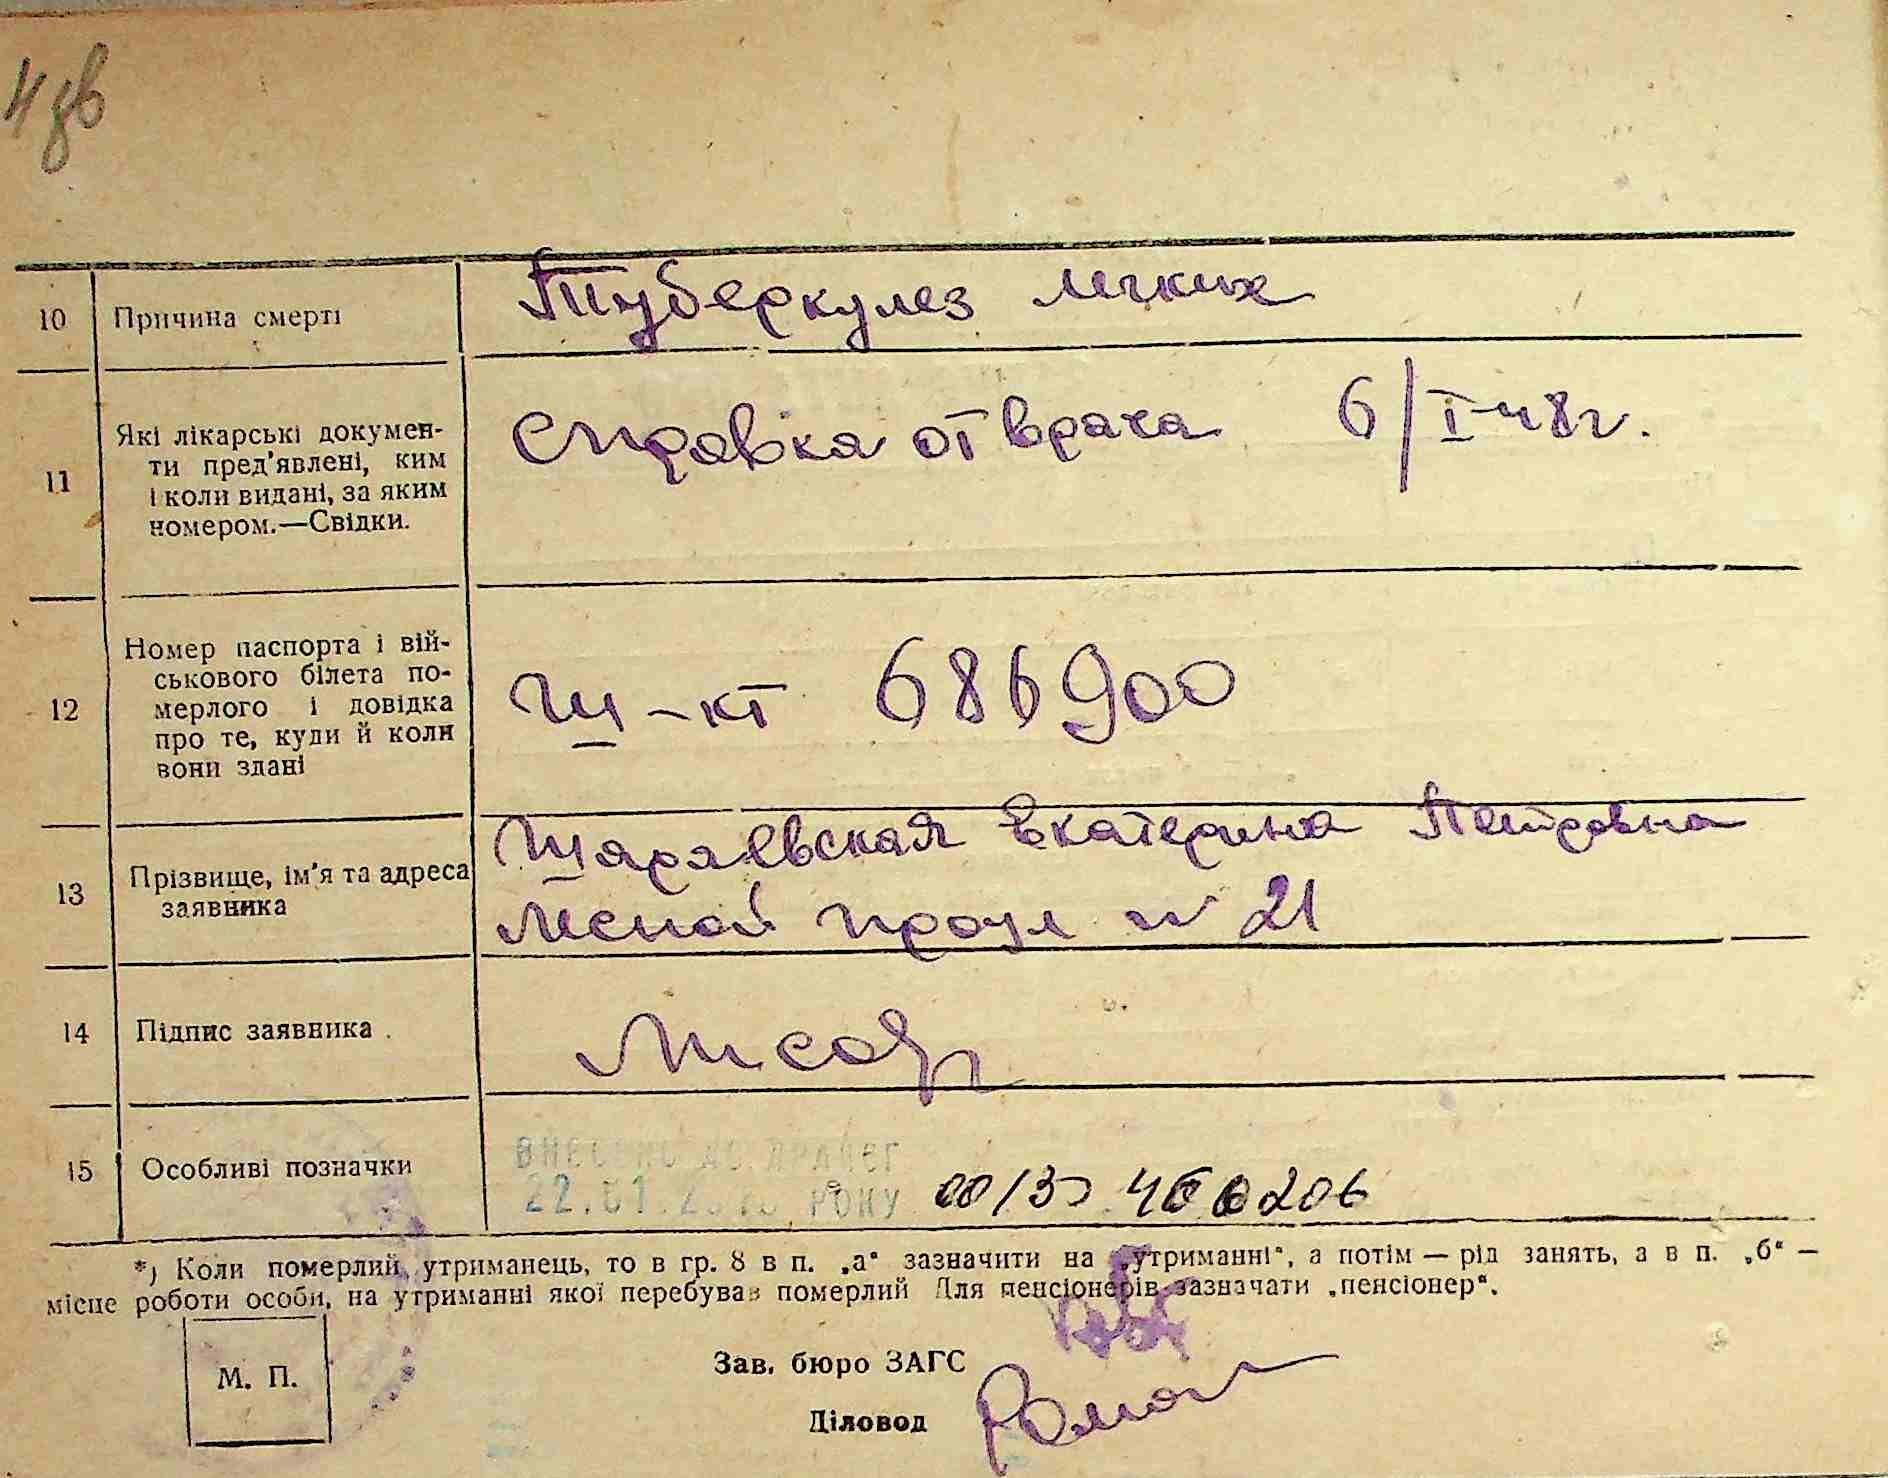 10 Причина смерті Туберкулез легких
11 Які лікарські докумен-
ти пред'явлені, ким
і коли видані, за яким
номером.—Свідки.
Справка от врача 6/I-48г.
12 Номер паспорта і вій-
ськового білета по-
мерлого і довідка
про те, куди й коли
вони здані
III-кт 686900
13 Прізвище, ім'я та адреса
заявника
Шараевская Екатерина Петровна
Лесной проул N 21
14 Підпис заявника
15 Особливі позначки
ВНЕСЕНО ДО ДРАЦСГ
22.01. РОКУ 206
*) Коли померлий утриманець, то в гр. 8 в п. „а“ зазначити на „утриманні“, а потім — рід занять, а в п. „б“ —
місце роботи особи, на утриманні якої перебував померлий Для пенсіонерів зазначати „пенсіонер“.
М. П.
Зав. бюро ЗАГС
Діловод